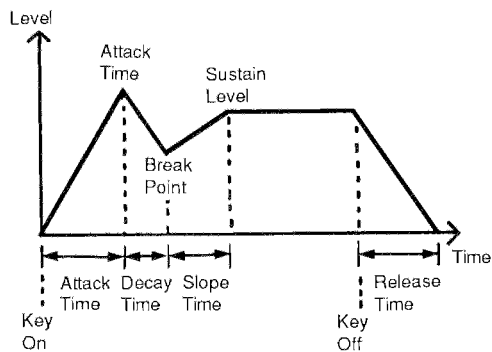 Level
Attack
Time
Sustain
Level
Break
Point
Time
Attack
Time
Decay
Time
Slope
Time
Release
Time
Key
On
Key
Off